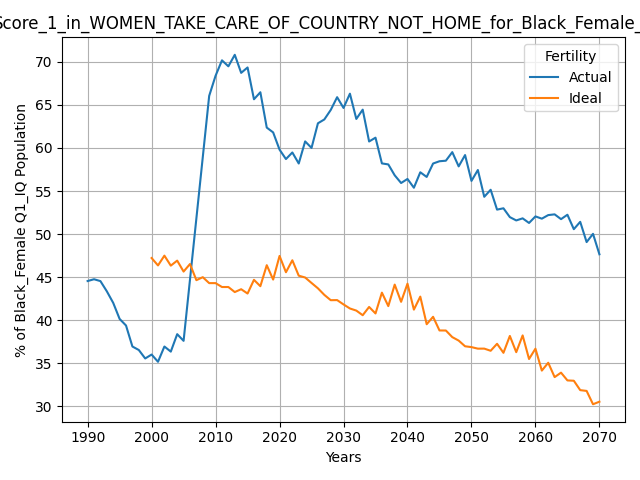 Score_1_in_WOMEN_TAKE_CARE_OF_COUNTRY_NOT_HOME_for_Black_Female_
Fertility
Actual
Ideal
% of Black_Female Q1_IQ Population
70
65
60
55
50
45
40
35
30
1990 2000 2010 2020 2030 2040 2050 2060 2070
Years